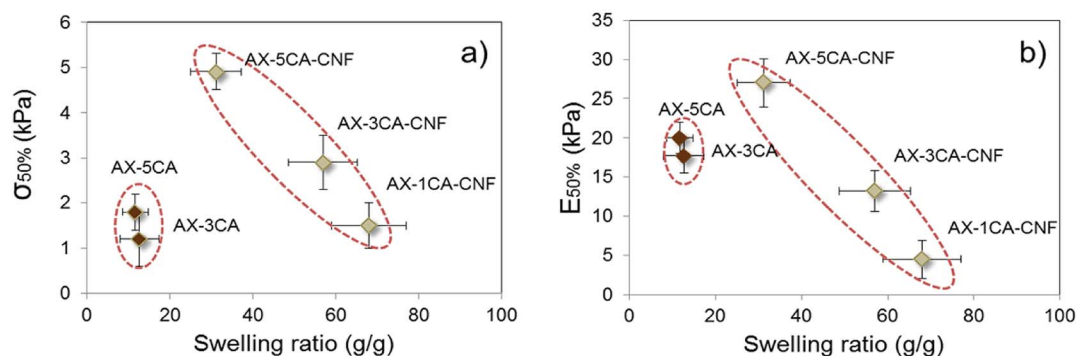 a)
σ50% (kPa)
6
5
4
3
2
1
0
AX-5CA-CNF
AX-3CA-CNF
AX-5CA
AX-1CA-CNF
AX-3CA
0 20 40 60 80 100
Swelling ratio (g/g)
b)
E50% (kPa)
35
30
25
20
15
10
5
0
AX-5CA-CNF
AX-5CA
AX-3CA
AX-3CA-CNF
AX-1CA-CNF
0 20 40 60 80 100
Swelling ratio (g/g)